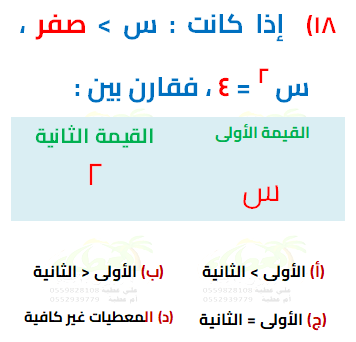 ١٨) إذا كانت : س > صفر ،
س ٢ = ٤ ، فقارن بين :
القيمة الأولى القيمة الثانية
س ٢
(أ) الأولى > الثانية (ب) الأولى < الثانية
(ج) الأولى = الثانية (د) المعطيات غير كافية